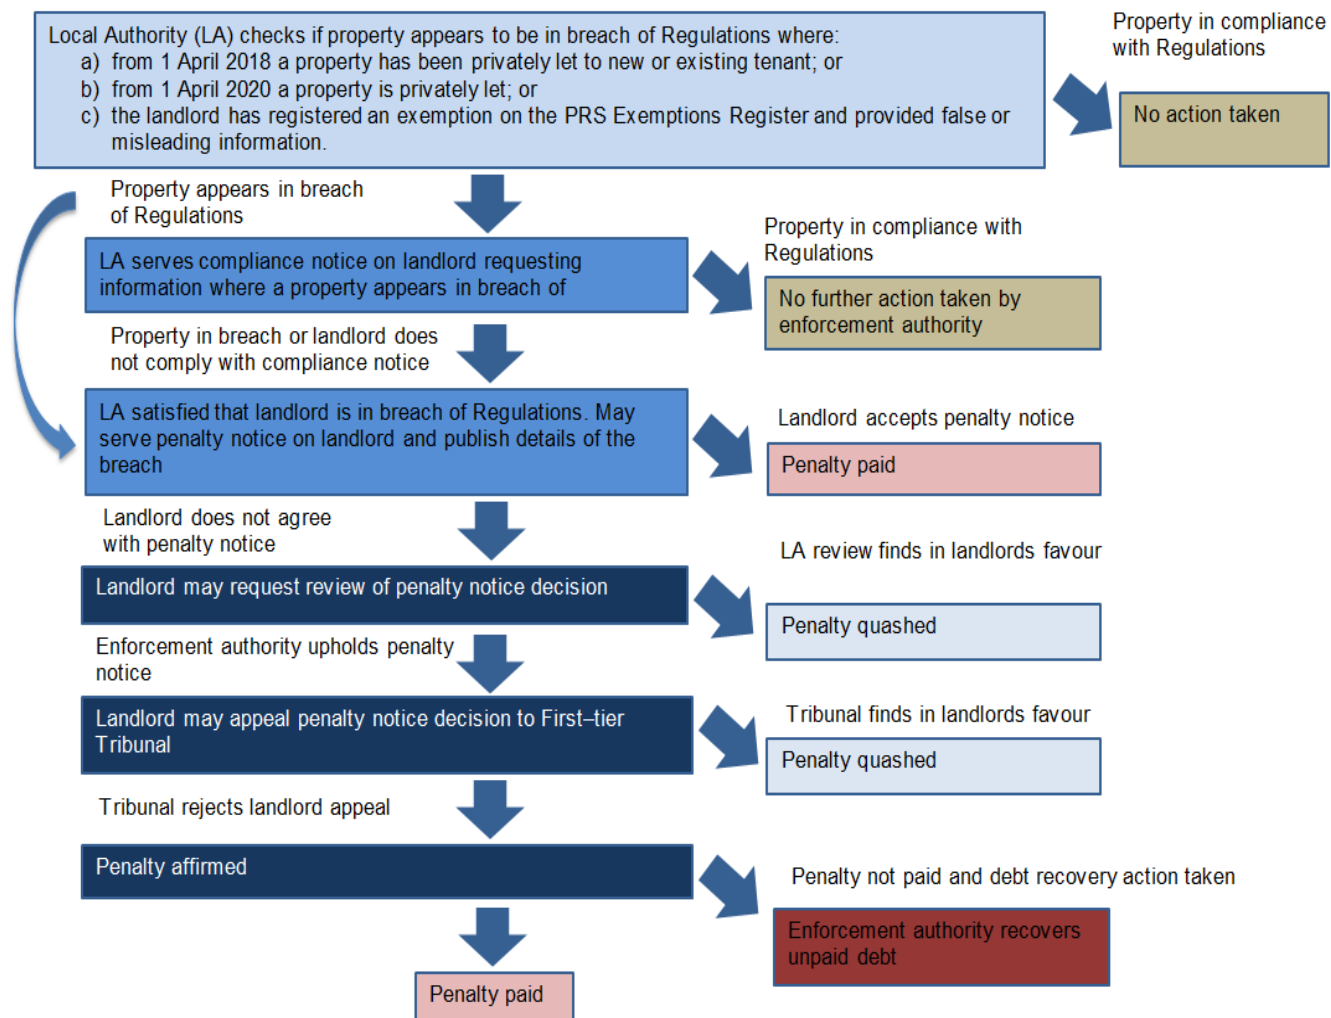 Local Authority (LA) checks if property appears to be in breach of Regulations where:
a) from 1 April 2018 a property has been privately let to new or existing tenant; or
b) from 1 April 2020 a property is privately let; or
c) the landlord has registered an exemption on the PRS Exemptions Register and provided false or
misleading information.
Property in compliance
with Regulations
No action taken
Property appears in breach
of Regulations
LA serves compliance notice on landlord requesting
information where a property appears in breach of
Property in compliance with
Regulations
No further action taken by
enforcement authority
Property in breach or landlord does
not comply with compliance notice
LA satisfied that landlord is in breach of Regulations. May
serve penalty notice on landlord and publish details of the
breach
Landlord accepts penalty notice
Penalty paid
Landlord does not agree
with penalty notice
Landlord may request review of penalty notice decision
LA review finds in landlords favour
Penalty quashed
Enforcement authority upholds penalty
notice
Landlord may appeal penalty notice decision to First–tier
Tribunal
Tribunal finds in landlords favour
Penalty quashed
Tribunal rejects landlord appeal
Penalty affirmed
Penalty not paid and debt recovery action taken
Enforcement authority recovers
unpaid debt
Penalty paid